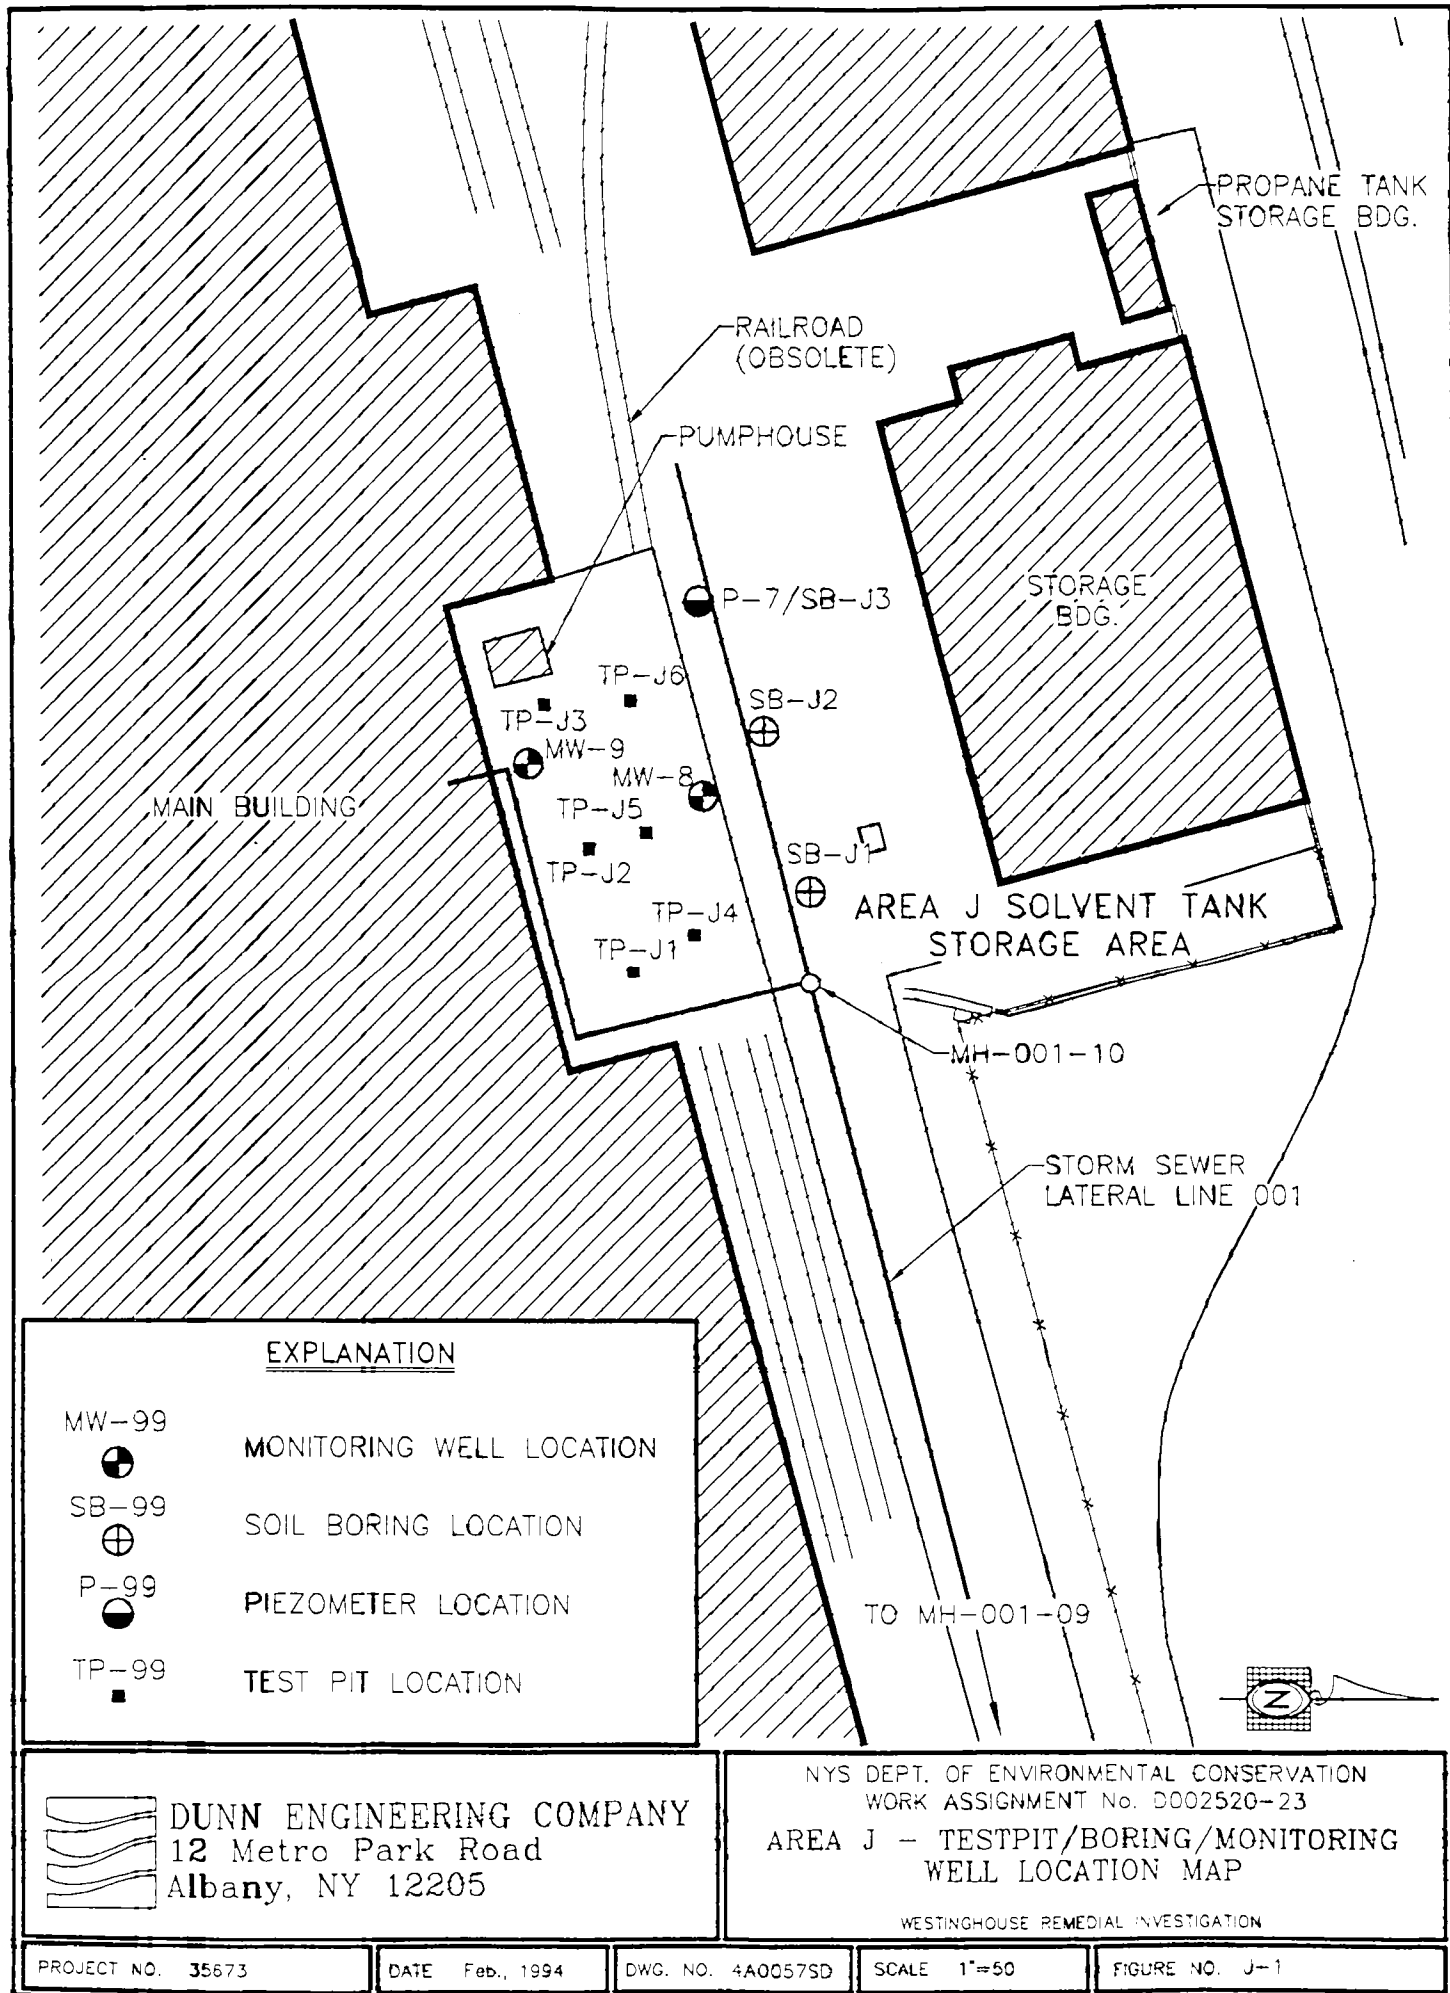 PROPANE TANK
STORAGE BDG.
RAILROAD
(OBSOLETE)
PUMPHOUSE
P-7/SB-J3
STORAGE
BDG.
TP-J6
SB-J2
TP-J3
MW-9
MW-8
MAIN BUILDING
TP-J5
SB-J1
TP-J2
AREA J SOLVENT TANK
STORAGE AREA
TP-J4
TP-J1
MH-001-10
STORM SEWER
LATERAL LINE 001
TO MH-001-09
N
EXPLANATION
MW-99
MONITORING WELL LOCATION
SB-99
SOIL BORING LOCATION
P-99
PIEZOMETER LOCATION
TP-99
TEST PIT LOCATION
DUNN ENGINEERING COMPANY
12 Metro Park Road
Albany, NY 12205
NYS DEPT. OF ENVIRONMENTAL CONSERVATION
WORK ASSIGNMENT No. D002520-23
AREA J - TESTPIT/BORING/MONITORING
WELL LOCATION MAP
WESTINGHOUSE REMEDIAL INVESTIGATION
PROJECT NO. 35673
DATE Feb., 1994
DWG. NO. 4A0057SD
SCALE 1"=50
FIGURE NO. J-1